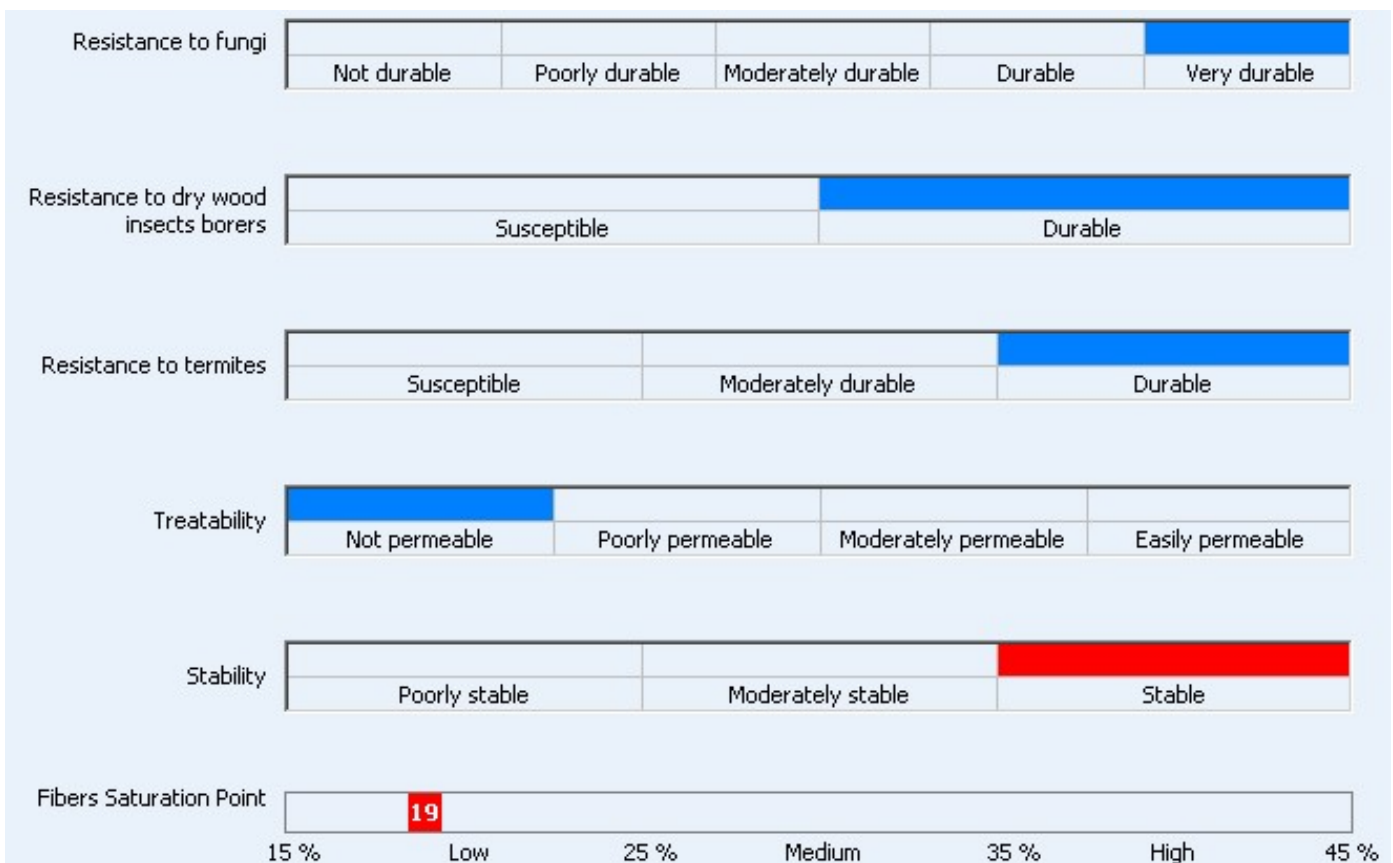 Resistance to fungi
Not durable Poorly durable Moderately durable Durable Very durable
Resistance to dry wood
insects borers
Susceptible Durable
Resistance to termites
Susceptible Moderately durable Durable
Treatability
Not permeable Poorly permeable Moderately permeable Easily permeable
Stability
Poorly stable Moderately stable Stable
Fibers Saturation Point
19
15 % Low 25 % Medium 35 % High 45 %